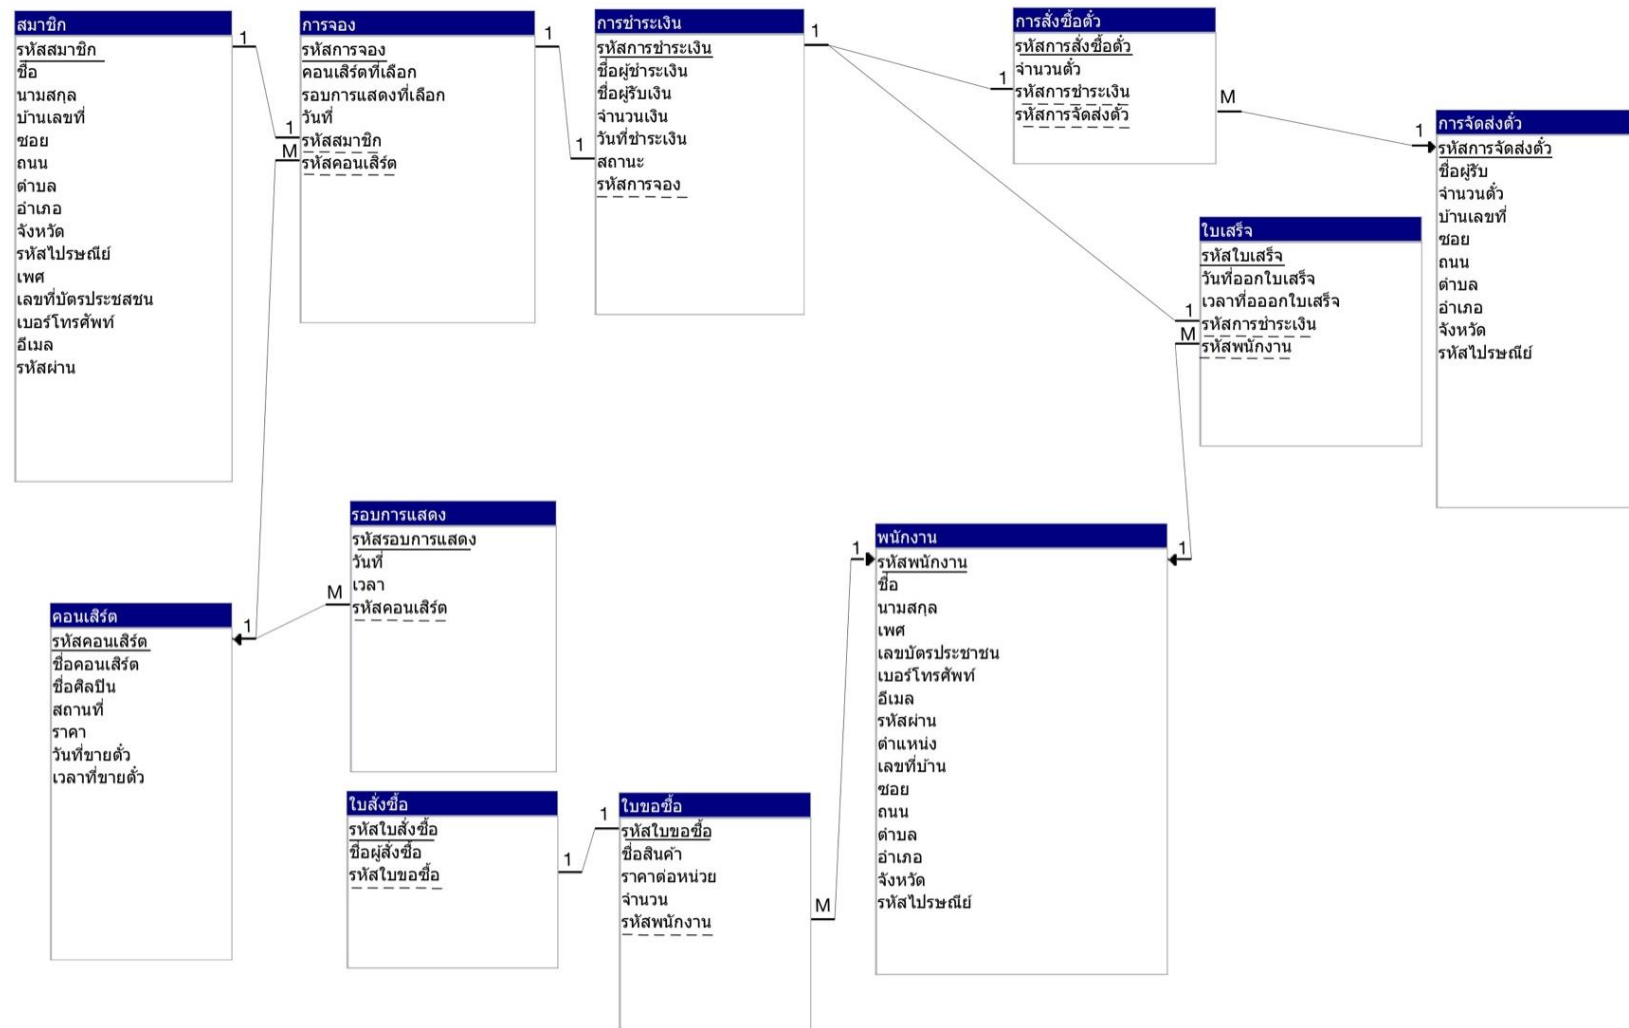 สมาชิก
รหัสสมาชิก
ชื่อ
นามสกุล
บ้านเลขที่
ซอย
ถนน
ตำบล
อำเภอ
จังหวัด
รหัสไปรษณีย์
เพศ
เลขที่บัตรประชสชน
เบอร์โทรศัพท์
อีเมล
รหัสผ่าน
1
1
M
การจอง
รหัสการจอง
คอนเสิร์ตที่เลือก
รอบการแสดงที่เลือก
วันที่
รหัสสมาชิก
รหัสคอนเสิร์ต
1
1
การชำระเงิน
รหัสการชำระเงิน
ชื่อผู้ชำระเงิน
ชื่อผู้รับเงิน
จำนวนเงิน
วันที่ชำระเงิน
สถานะ
รหัสการจอง
1
1
การสั่งซื้อตั๋ว
รหัสการสั่งซื้อตั๋ว
จำนวนตั๋ว
รหัสการชำระเงิน
รหัสการจัดส่งตั๋ว
M
1
การจัดส่งตั๋ว
รหัสการจัดส่งตั๋ว
ชื่อผู้รับ
จำนวนตั๋ว
บ้านเลขที่
ซอย
ถนน
ตำบล
อำเภอ
จังหวัด
รหัสไปรษณีย์
ใบเสร็จ
รหัสใบเสร็จ
วันที่ออกใบเสร็จ
เวลาที่อออกใบเสร็จ
รหัสการชำระเงิน
รหัสพนักงาน
1
M
รอบการแสดง
รหัสรอบการแสดง
วันที่
เวลา
รหัสคอนเสิร์ต
M
1
คอนเสิร์ต
รหัสคอนเสิร์ต
ชื่อคอนเสิร์ต
ชื่อศิลปิน
สถานที่
ราคา
วันที่ขายตั๋ว
เวลาที่ขายตั๋ว
พนักงาน
รหัสพนักงาน
ชื่อ
นามสกุล
เพศ
เลขบัตรประชาชน
เบอร์โทรศัพท์
อีเมล
รหัสผ่าน
ตำแหน่ง
เลขที่บ้าน
ซอย
ถนน
ตำบล
อำเภอ
จังหวัด
รหัสไปรษณีย์
1
1
ใบสั่งซื้อ
รหัสใบสั่งซื้อ
ชื่อผู้สั่งซื้อ
รหัสใบขอซื้อ
1
1
ใบขอซื้อ
รหัสใบขอซื้อ
ชื่อสินค้า
ราคาต่อหน่วย
จำนวน
รหัสพนักงาน
M